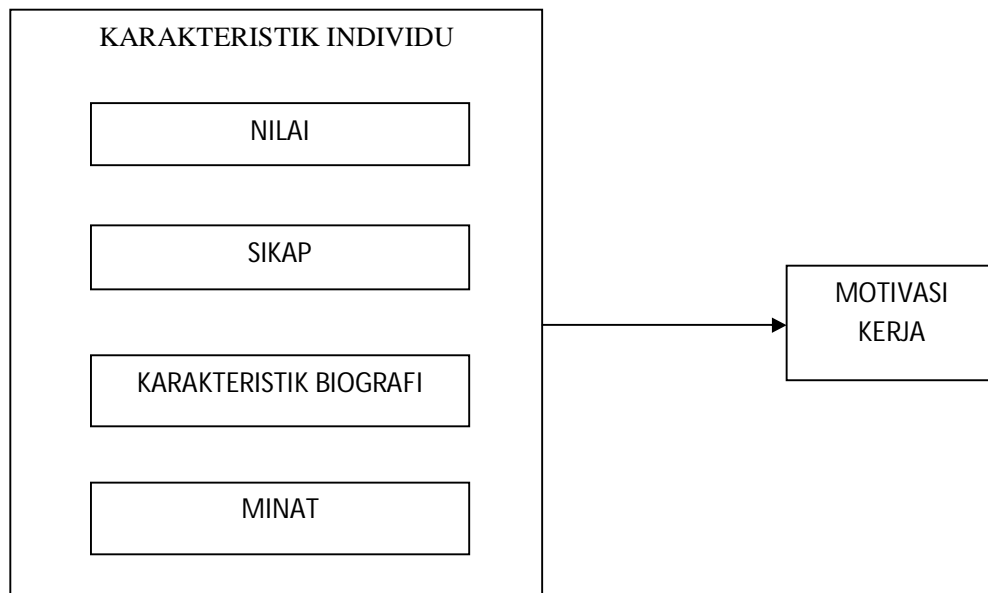 KARAKTERISTIK INDIVIDU
NILAI
SIKAP
KARAKTERISTIK BIOGRAFI
MINAT
MOTIVASI
KERJA